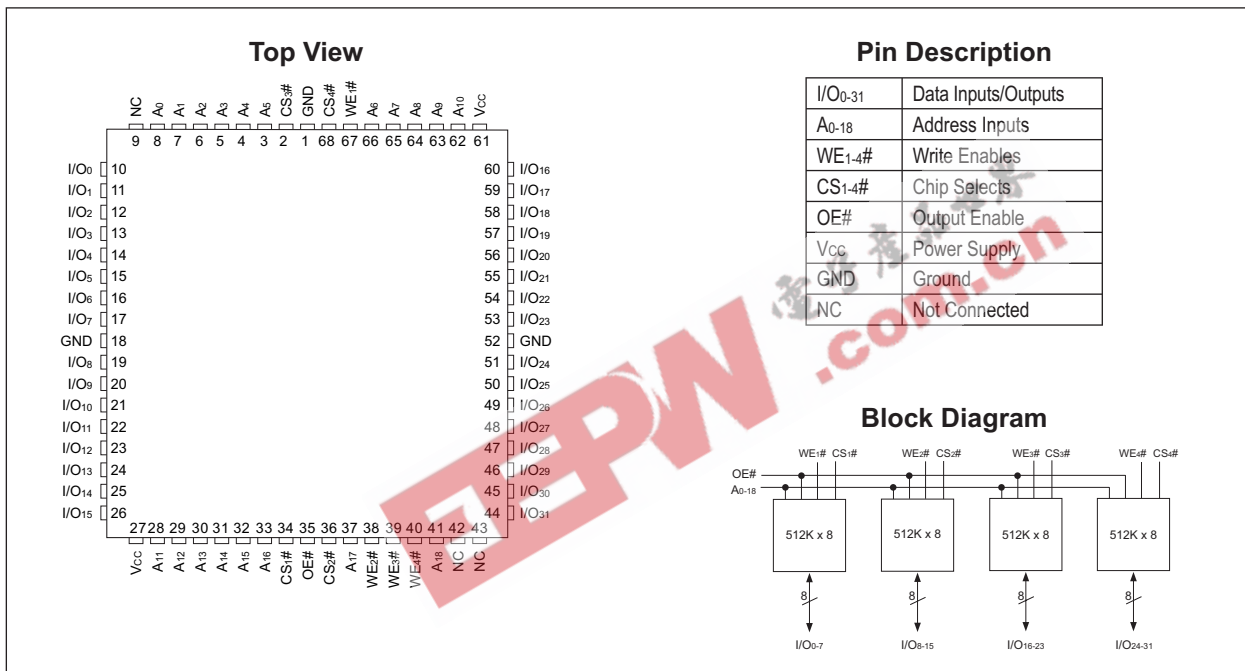 Top View
NC A0 A1 A2 A3 A4 A5 CS3# GND CS4# WE1# A6 A7 A8 A9 A10 VCC
9 8 7 6 5 4 3 2 1 68 67 66 65 64 63 62 61
I/O0 10
I/O1 11
I/O2 12
I/O3 13
I/O4 14
I/O5 15
I/O6 16
I/O7 17
GND 18
I/O8 19
I/O9 20
I/O10 21
I/O11 22
I/O12 23
I/O13 24
I/O14 25
I/O15 26
60 I/O16
59 I/O17
58 I/O18
57 I/O19
56 I/O20
55 I/O21
54 I/O22
53 I/O23
52 GND
51 I/O24
50 I/O25
49 I/O26
48 I/O27
47 I/O28
46 I/O29
45 I/O30
44 I/O31
27 28 29 30 31 32 33 34 35 36 37 38 39 40 41 42 43
VCC A11 A12 A13 A14 A15 A16 CS1# OE# CS2# A17 WE2# WE3# WE4# A18 NC NC
Pin Description
I/O0-31 Data Inputs/Outputs
A0-18 Address Inputs
WE1-4# Write Enables
CS1-4# Chip Selects
OE# Output Enable
VCC Power Supply
GND Ground
NC Not Connected
EEPW
.com.cn
電子產品世界
Block Diagram
WE1# CS1# WE2# CS2# WE3# CS3# WE4# CS4#
OE#
A0-18
512K x 8 512K x 8 512K x 8 512K x 8
8 8 8 8
I/O0-7 I/O8-15 I/O16-23 I/O24-31